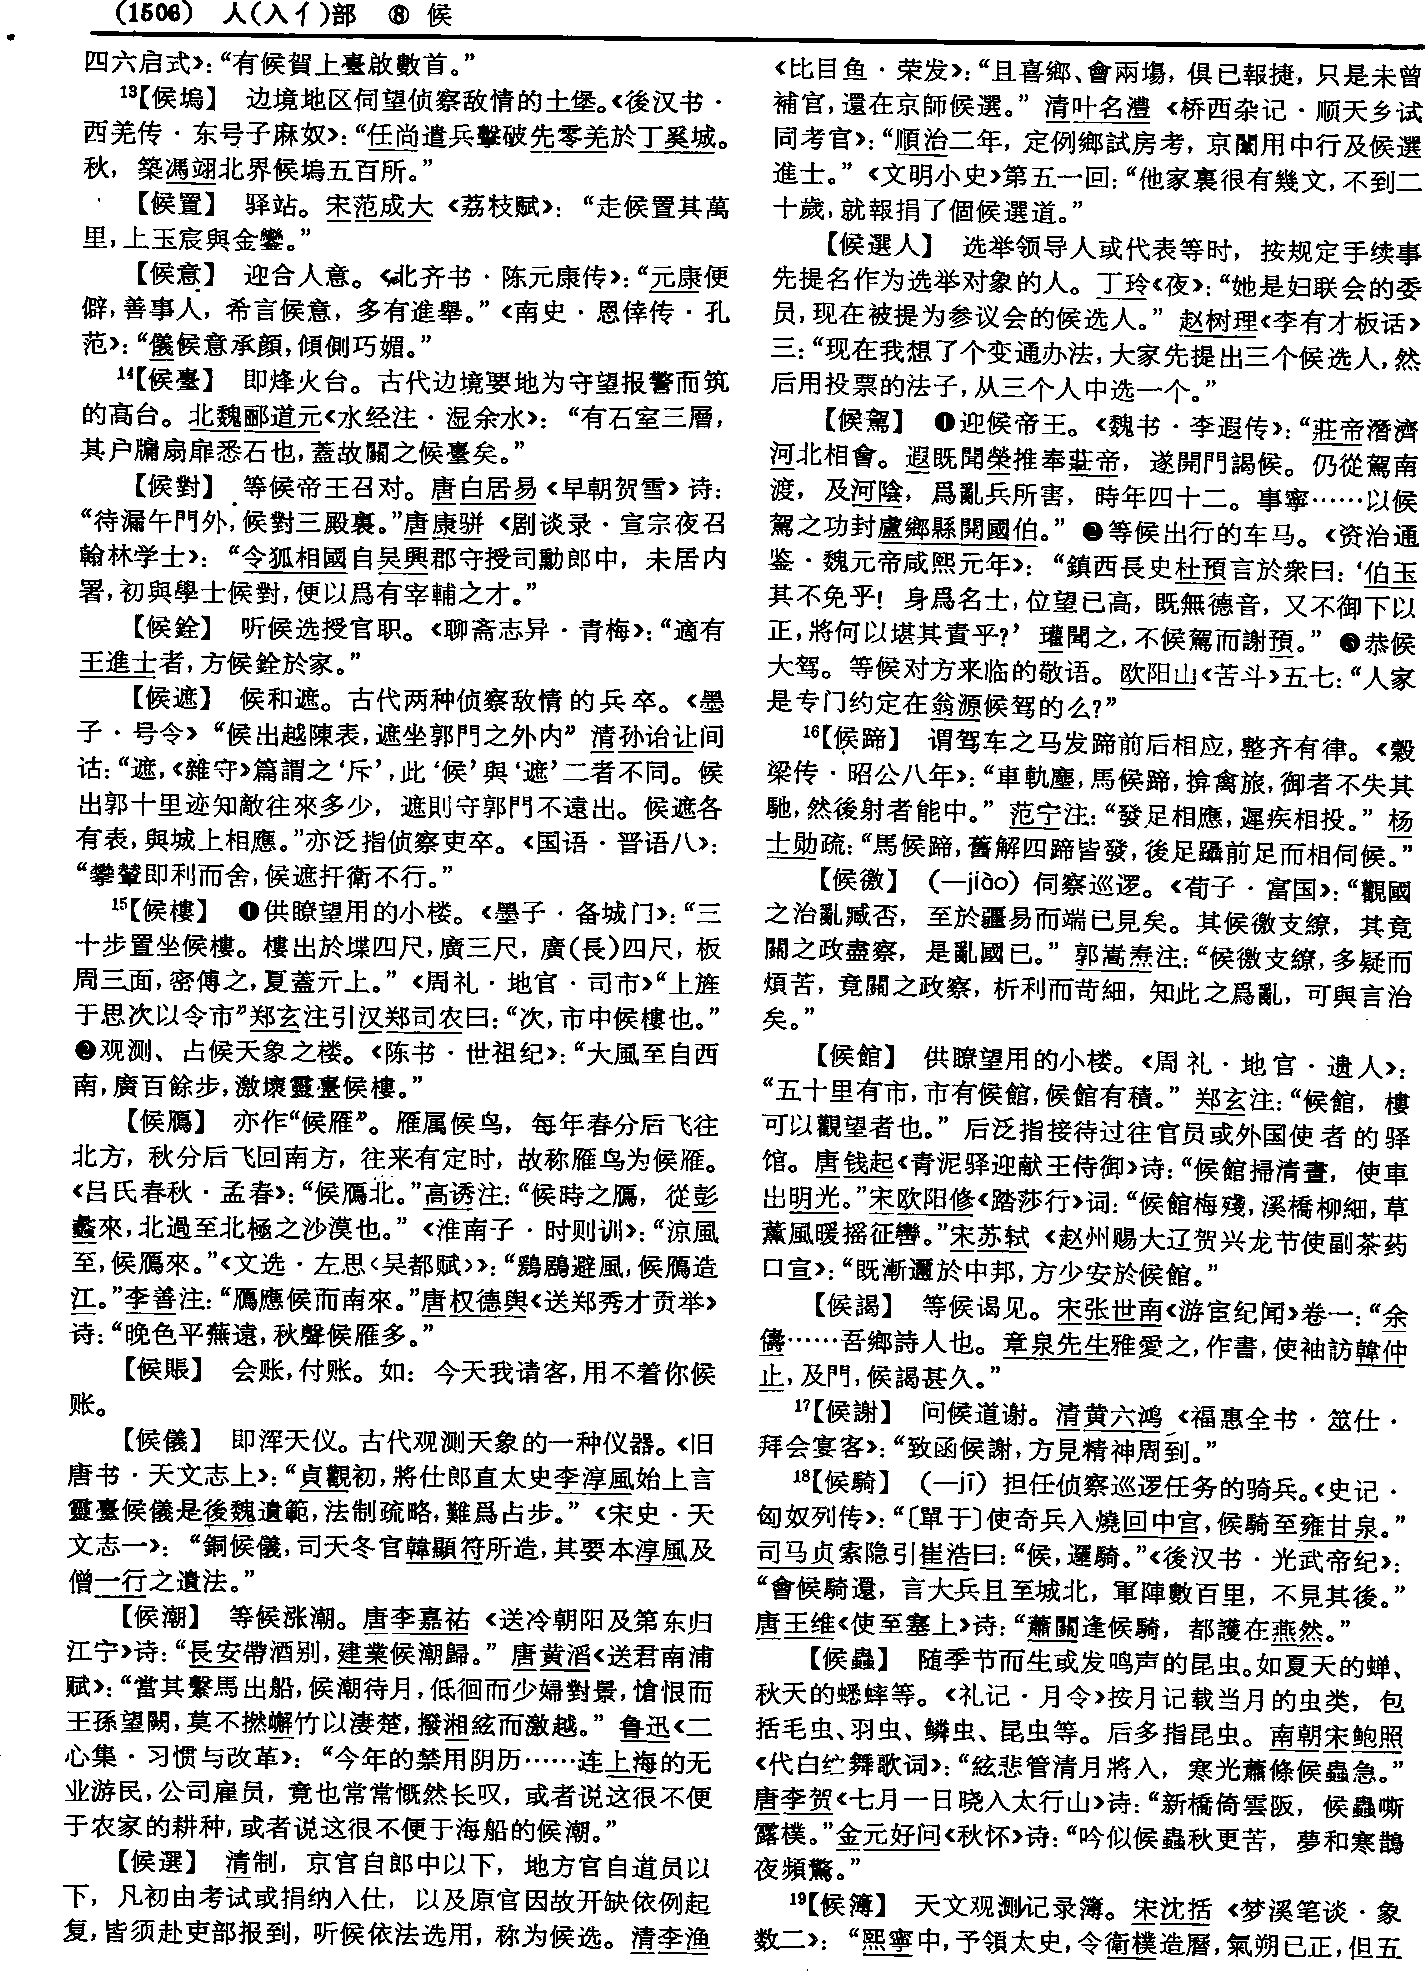 (1506) 人(入亻)部 ⑧ 候
四六启式》：“有候賀上臺啟數首。”
¹³【候塢】 边境地区伺望侦察敌情的土堡。《後汉书·
西羌传·东号子麻奴》：“任尚遣兵擊破先零羌於丁奚城。
秋，築馮翊北界候塢五百所。”
【候置】 驿站。宋范成大《荔枝赋》：“走候置其萬
里，上玉宸與金鑾。”
【候意】 迎合人意。《北齐书·陈元康传》：“元康便
僻，善事人，希言候意，多有進舉。”《南史·恩倖传·孔
范》：“儀候意承顔，傾側巧媚。”
¹⁴【候臺】 即烽火台。古代边境要地为守望报警而筑
的高台。北魏郦道元《水经注·湿余水》：“有石室三層，
其户牖扇扉悉石也，蓋故關之候臺矣。”
【候對】 等候帝王召对。唐白居易《早朝贺雪》诗：
“待漏午門外，候對三殿裏。”唐康骈《剧谈录·宣宗夜召
翰林学士》：“令狐相國自吴興郡守授司勳郎中，未居内
署，初與學士候對，便以爲有宰輔之才。”
【候銓】 听候选授官职。《聊斋志异·青梅》：“適有
王進士者，方候銓於家。”
【候遮】 候和遮。古代两种侦察敌情的兵卒。《墨
子·号令》“候出越陳表，遮坐郭門之外内”清孙诒让间
诂：“遮，《雜守》篇謂之‘斥’，此‘候’與‘遮’二者不同。候
出郭十里迹知敵往來多少，遮則守郭門不遠出。候遮各
有表，與城上相應。”亦泛指侦察吏卒。《国语·晋语八》：
“攀輦即利而舍，候遮扞衛不行。”
¹⁵【候樓】 ❶供瞭望用的小楼。《墨子·备城门》：“三
十步置坐候樓。樓出於堞四尺，廣三尺，廣(長)四尺，板
周三面，密傅之，夏蓋亓上。”《周礼·地官·司市》“上旌
于思次以令市”郑玄注引汉郑司农曰：“次，市中候樓也。”
❷观测、占候天象之楼。《陈书·世祖纪》：“大風至自西
南，廣百餘步，激壞靈臺候樓。”
【候鴈】 亦作“候雁”。雁属候鸟，每年春分后飞往
北方，秋分后飞回南方，往来有定时，故称雁鸟为候雁。
《吕氏春秋·孟春》：“候鴈北。”高诱注：“候時之鴈，從彭
蠡來，北過至北極之沙漠也。”《淮南子·时则训》：“涼風
至，候鴈來。”《文选·左思〈吴都赋〉》：“鶢鶋避風，候鴈造
江。”李善注：“鴈應候而南來。”唐权德舆《送郑秀才贡举》
诗：“晚色平蕪遠，秋聲候雁多。”
【候賬】 会账，付账。如：今天我请客，用不着你候
账。
【候儀】 即浑天仪。古代观测天象的一种仪器。《旧
唐书·天文志上》：“貞觀初，將仕郎直太史李淳風始上言
靈臺候儀是後魏遺範，法制疏略，難爲占步。”《宋史·天
文志一》：“銅候儀，司天冬官韓顯符所造，其要本淳風及
僧一行之遺法。”
【候潮】 等候涨潮。唐李嘉祐《送冷朝阳及第东归
江宁》诗：“長安帶酒别，建業候潮歸。”唐黄滔《送君南浦
赋》：“當其繫馬出船，候潮待月，低徊而少婦對景，愴恨而
王孫望闕，莫不撚嶰竹以淒楚，撥湘絃而激越。”鲁迅《二
心集·习惯与改革》：“今年的禁用阴历……连上海的无
业游民，公司雇员，竟也常常慨然长叹，或者说这很不便
于农家的耕种，或者说这很不便于海船的候潮。”
【候選】 清制，京官自郎中以下，地方官自道员以
下，凡初由考试或捐纳入仕，以及原官因故开缺依例起
复，皆须赴吏部报到，听候依法选用，称为候选。清李渔
《比目鱼·荣发》：“且喜鄉、會兩塲，俱已報捷，只是未曾
補官，還在京師候選。”清叶名澧《桥西杂记·顺天乡试
同考官》：“順治二年，定例鄉試房考，京闈用中行及候選
進士。”《文明小史》第五一回：“他家裏很有幾文，不到二
十歲，就報捐了個候選道。”
【候選人】 选举领导人或代表等时，按规定手续事
先提名作为选举对象的人。丁玲《夜》：“她是妇联会的委
员，现在被提为参议会的候选人。”赵树理《李有才板话》
三：“现在我想了个变通办法，大家先提出三个候选人，然
后用投票的法子，从三个人中选一个。”
【候駕】 ❶迎候帝王。《魏书·李遐传》：“莊帝潛濟
河北相會。遐既聞榮推奉莊帝，遂開門謁候。仍從駕南
渡，及河陰，爲亂兵所害，時年四十二。事寧……以候
駕之功封盧鄉縣開國伯。”❷等候出行的车马。《资治通
鉴·魏元帝咸熙元年》：“鎮西長史杜預言於衆曰：‘伯玉
其不免乎！身爲名士，位望已高，既無德音，又不御下以
正，將何以堪其責乎？’瓘聞之，不候駕而謝預。”❸恭候
大驾。等候对方来临的敬语。欧阳山《苦斗》五七：“人家
是专门约定在翁源候驾的么？”
¹⁶【候蹄】 谓驾车之马发蹄前后相应，整齐有律。《榖
梁传·昭公八年》：“車軌塵，馬候蹄，揜禽旅，御者不失其
馳，然後射者能中。”范宁注：“發足相應，遲疾相投。”杨
士勋疏：“馬候蹄，舊解四蹄皆發，後足躡前足而相伺候。”
【候徼】 （—jiào）伺察巡逻。《荀子·富国》：“觀國
之治亂臧否，至於疆易而端已見矣。其候徼支繚，其竟
關之政盡察，是亂國已。”郭嵩焘注：“候徼支繚，多疑而
煩苦，竟關之政察，析利而苛細，知此之爲亂，可與言治
矣。”
【候館】 供瞭望用的小楼。《周礼·地官·遗人》：
“五十里有市，市有候館，候館有積。”郑玄注：“候館，樓
可以觀望者也。”后泛指接待过往官员或外国使者的驿
馆。唐钱起《青泥驿迎献王侍御》诗：“候館掃清晝，使車
出明光。”宋欧阳修《踏莎行》词：“候館梅殘，溪橋柳細，草
薰風暖摇征轡。”宋苏轼《赵州赐大辽贺兴龙节使副茶药
口宣》：“既漸邇於中邦，方少安於候館。”
【候謁】 等候谒见。宋张世南《游宦纪闻》卷一：“余
儔……吾鄉詩人也。章泉先生雅愛之，作書，使袖訪韓仲
止，及門，候謁甚久。”
¹⁷【候謝】 问候道谢。清黄六鸿《福惠全书·筮仕·
拜会宴客》：“致函候謝，方見精神周到。”
¹⁸【候騎】 （—jī）担任侦察巡逻任务的骑兵。《史记·
匈奴列传》：“〔單于〕使奇兵入燒回中宫，候騎至雍甘泉。”
司马贞索隐引崔浩曰：“候，邏騎。”《後汉书·光武帝纪》：
“會候騎還，言大兵且至城北，軍陣數百里，不見其後。”
唐王维《使至塞上》诗：“蕭關逢候騎，都護在燕然。”
【候蟲】 随季节而生或发鸣声的昆虫。如夏天的蝉、
秋天的蟋蟀等。《礼记·月令》按月记载当月的虫类，包
括毛虫、羽虫、鳞虫、昆虫等。后多指昆虫。南朝宋鲍照
《代白纻舞歌词》：“絃悲管清月將入，寒光蕭條候蟲急。”
唐李贺《七月一日晓入太行山》诗：“新橋倚雲阪，候蟲嘶
露樸。”金元好问《秋怀》诗：“吟似候蟲秋更苦，夢和寒鵲
夜頻驚。”
¹⁹【候簿】 天文观测记录簿。宋沈括《梦溪笔谈·象
数二》：“熙寧中，予領太史，令衛樸造曆，氣朔已正，但五